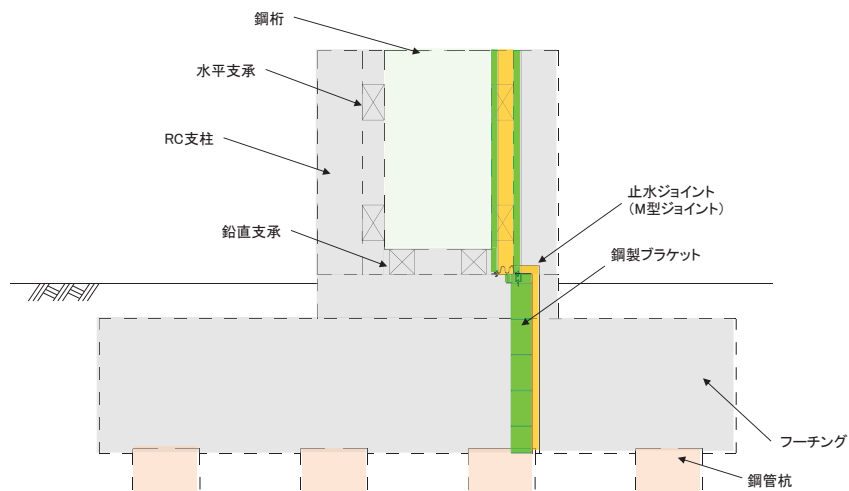 鋼桁
水平支承
RC支柱
鉛直支承
止水ジョイント
（M型ジョイント）
鋼製ブラケット
フーチング
鋼管杭